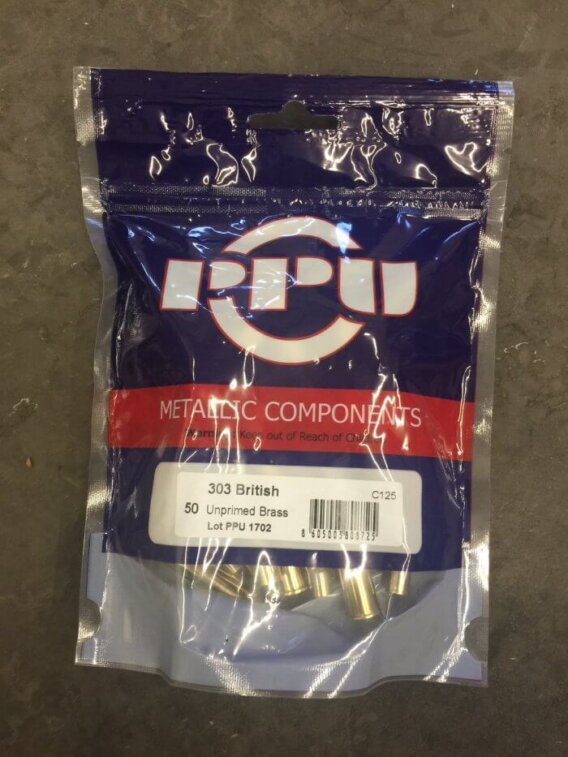 PPU
METALLIC COMPONENTS
Keep out of Reach of
303 British
C125
50 Unprimed Brass
Lot PPU 1702